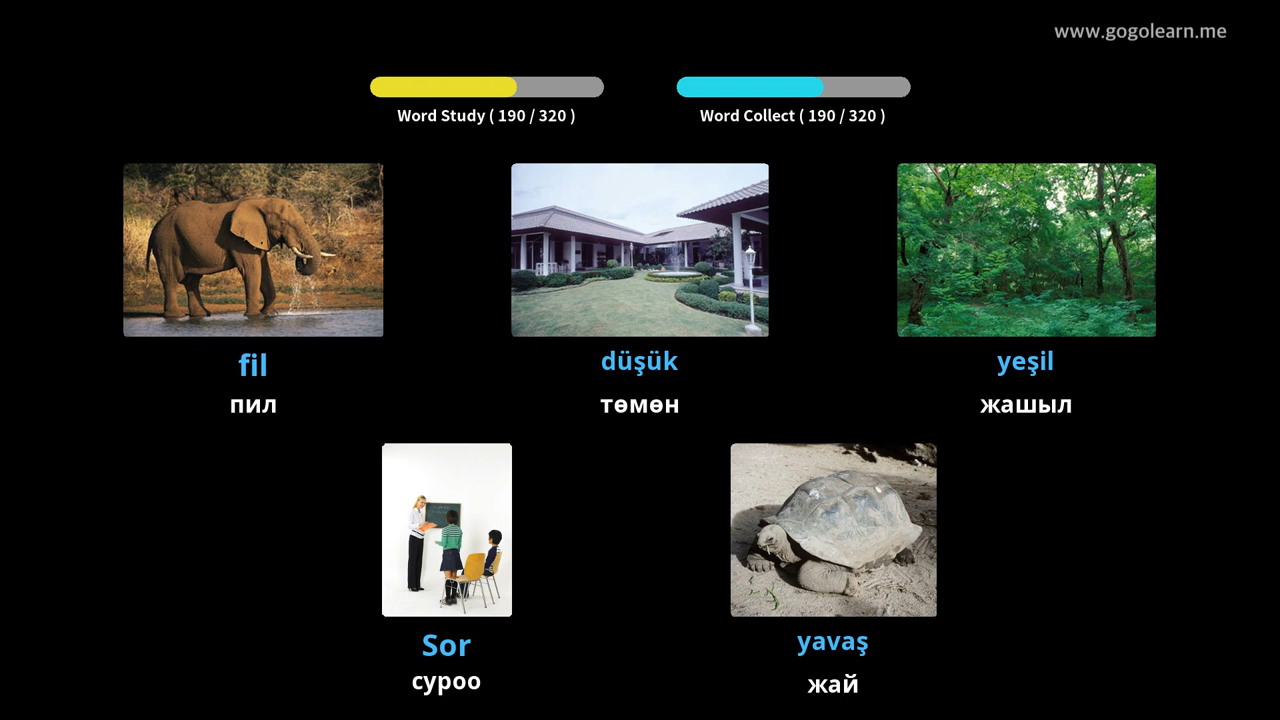 www.gogolearn.me
Word Study ( 190 / 320 )
Word Collect ( 190 / 320 )
fil
düşük
yeşil
пил
төмөн
жашыл
Sor
yavaş
суроо
жай